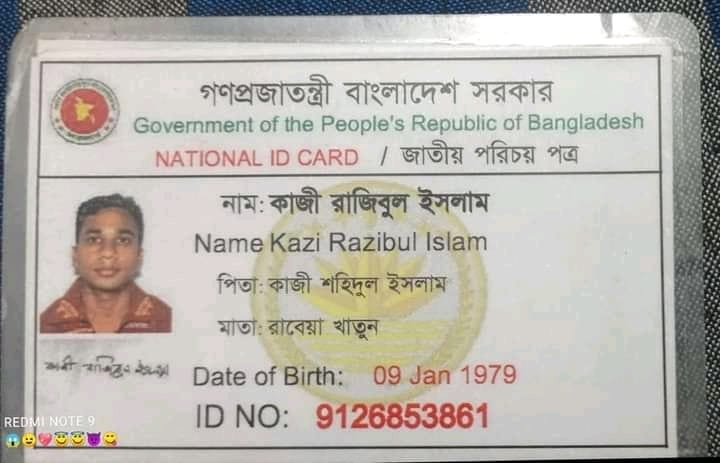 গণপ্রজাতন্ত্রী বাংলাদেশ সরকার
Government of the People's Republic of Bangladesh
NATIONAL ID CARD / জাতীয় পরিচয় পত্র
নাম: কাজী রাজিবুল ইসলাম
Name Kazi Razibul Islam
পিতা: কাজী শহিদুল ইসলাম
মাতা: রাবেয়া খাতুন
Date of Birth: 09 Jan 1979
ID NO: 9126853861
REDMI NOTE 9